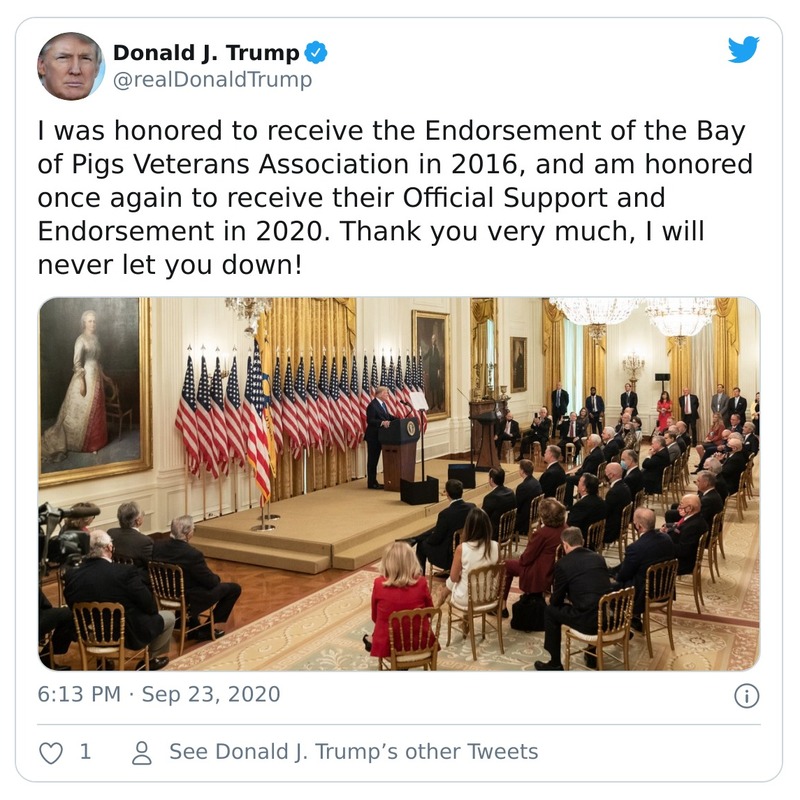 Donald J. Trump
@realDonaldTrump
I was honored to receive the Endorsement of the Bay
of Pigs Veterans Association in 2016, and am honored
once again to receive their Official Support and
Endorsement in 2020. Thank you very much, I will
never let you down!
6:13 PM · Sep 23, 2020
1
See Donald J. Trump’s other Tweets